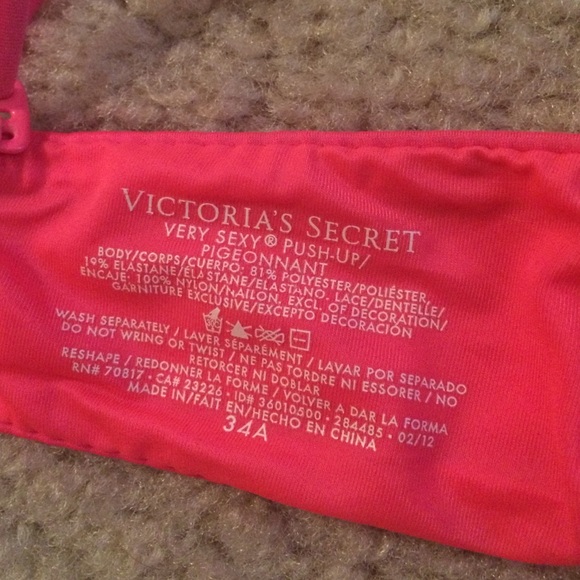 VICTORIA'S SECRET
VERY SEXY® PUSH-UP/
PIGEONNANT
BODY/CORPS/CUERPO: 81% POLYESTER/POLIÉSTER,
19% ELASTANE/ÉLASTANE/ELASTANO. LACE/DENTELLE/
ENCAJE: 100% NYLON/NAILON, EXCL. OF DECORATION/
GARNITURE EXCLUSIVE/EXCEPTO DECORACIÓN
WASH SEPARATELY / LAVER SÉPARÉMENT / LAVAR POR SEPARADO
DO NOT WRING OR TWIST / NE PAS TORDRE NI ESSORER / NO
RETORCER NI DOBLAR
RESHAPE / REDONNER LA FORME / VOLVER A DAR LA FORMA
RN# 70817 • CA# 23226 • ID# 36010500 • 284485 • 02/12
MADE IN/FAIT EN/HECHO EN CHINA
34A